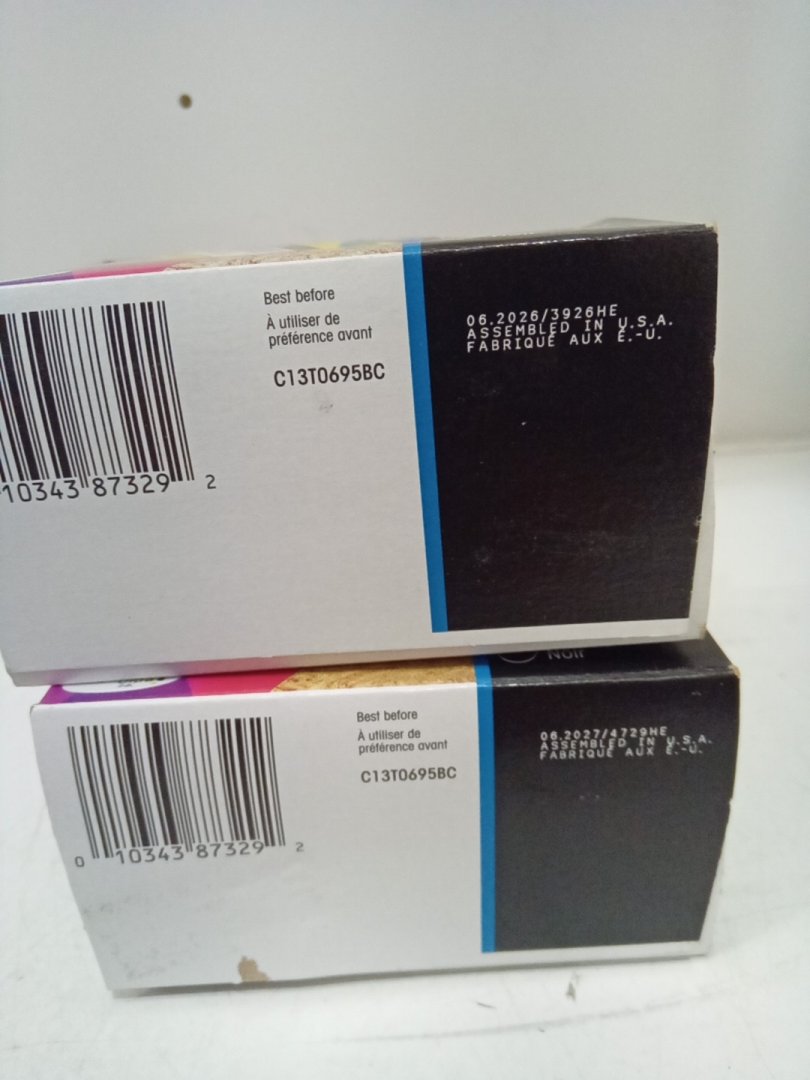 Best before
À utiliser de
préférence avant
C13T0695BC
10343 87329 2
06.2026/3926HE
ASSEMBLED IN U.S.A.
FABRIQUÉ AUX É.-U.
Noir
Best before
À utiliser de
préférence avant
C13T0695BC
0 10343 87329 2
06.2027/4729HE
ASSEMBLED IN U.S.A.
FABRIQUÉ AUX É.-U.